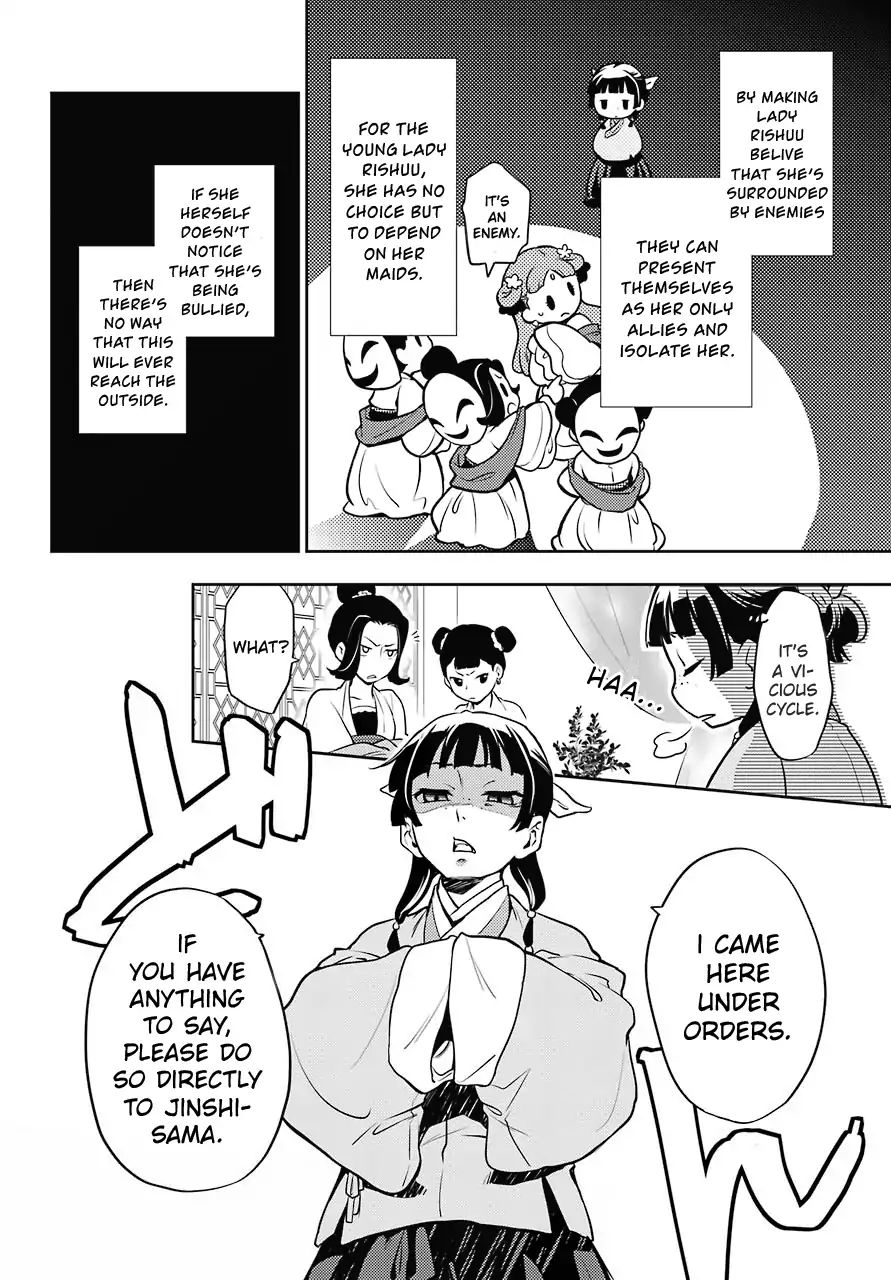 BY MAKING
LADY
RISHUU
BELIVE
THAT SHE'S
SURROUNDED
BY ENEMIES
THEY CAN
PRESENT
THEMSELVES
AS HER ONLY
ALLIES AND
ISOLATE HER.
IT'S
AN
ENEMY.
FOR THE
YOUNG LADY
RISHUU,
SHE HAS NO
CHOICE BUT
TO DEPEND
ON HER
MAIDS.
IF SHE
HERSELF
DOESN'T
NOTICE
THAT SHE'S
BEING
BULLIED,
THEN
THERE'S
NO WAY
THAT THIS
WILL EVER
REACH THE
OUTSIDE.
IT'S
A VI-
CIOUS
CYCLE.
HAA...
WHAT?
I CAME
HERE
UNDER
ORDERS.
IF
YOU HAVE
ANYTHING
TO SAY,
PLEASE DO
SO DIRECTLY
TO JINSHI-
SAMA.